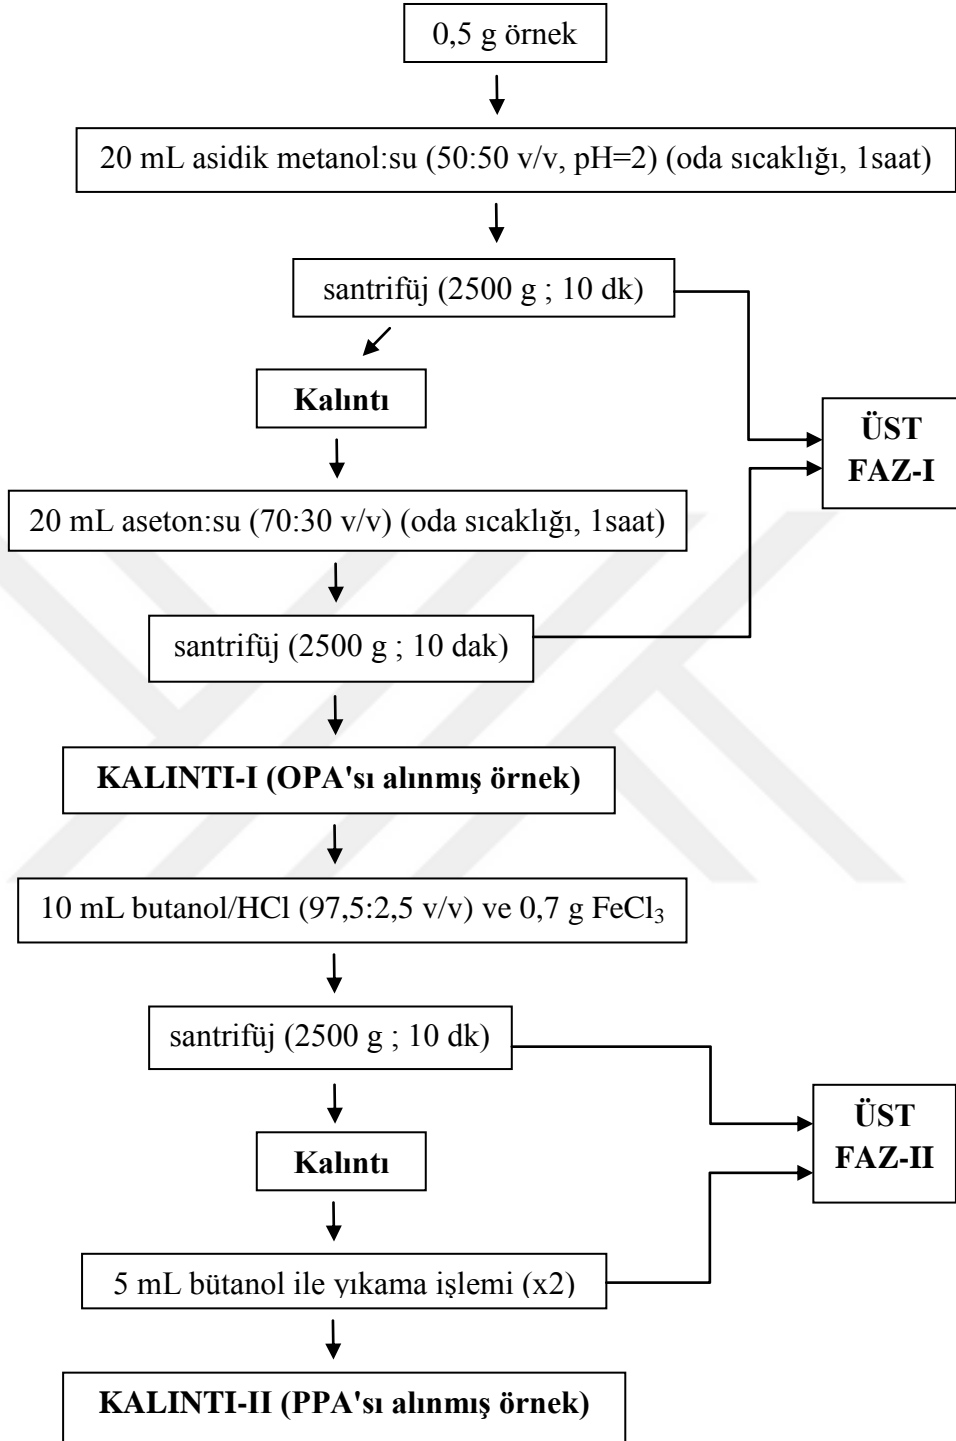 0,5 g örnek
20 mL asidik metanol:su (50:50 v/v, pH=2) (oda sıcaklığı, 1saat)
santrifüj (2500 g ; 10 dk)
Kalıntı
ÜST
FAZ-I
20 mL aseton:su (70:30 v/v) (oda sıcaklığı, 1saat)
santrifüj (2500 g ; 10 dak)
KALINTI-I (OPA'sı alınmış örnek)
10 mL butanol/HCl (97,5:2,5 v/v) ve 0,7 g FeCl₃
santrifüj (2500 g ; 10 dk)
ÜST
FAZ-II
Kalıntı
5 mL bütanol ile yıkama işlemi (x2)
KALINTI-II (PPA'sı alınmış örnek)